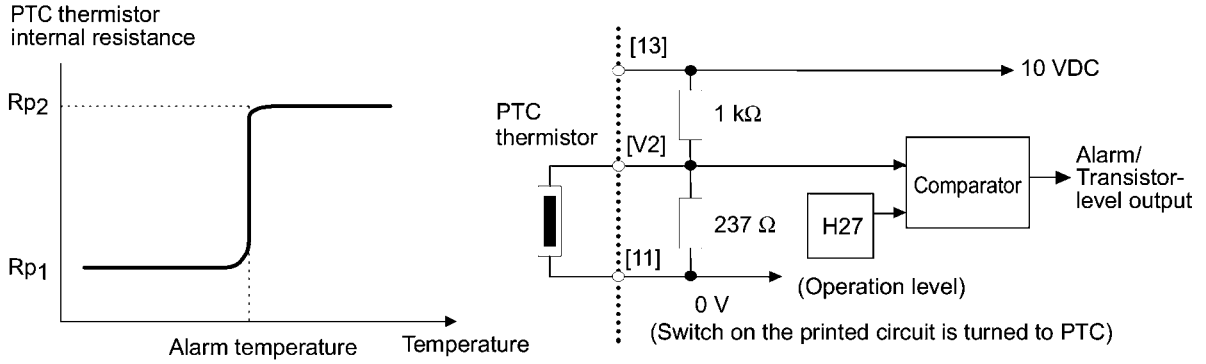 PTC thermistor
internal resistance
Rp2
Rp1
Alarm temperature
Temperature
[13]
10 VDC
1 kΩ
PTC
thermistor
[V2]
Comparator
Alarm/
Transistor-
level output
H27
237 Ω
[11]
(Operation level)
0 V
(Switch on the printed circuit is turned to PTC)